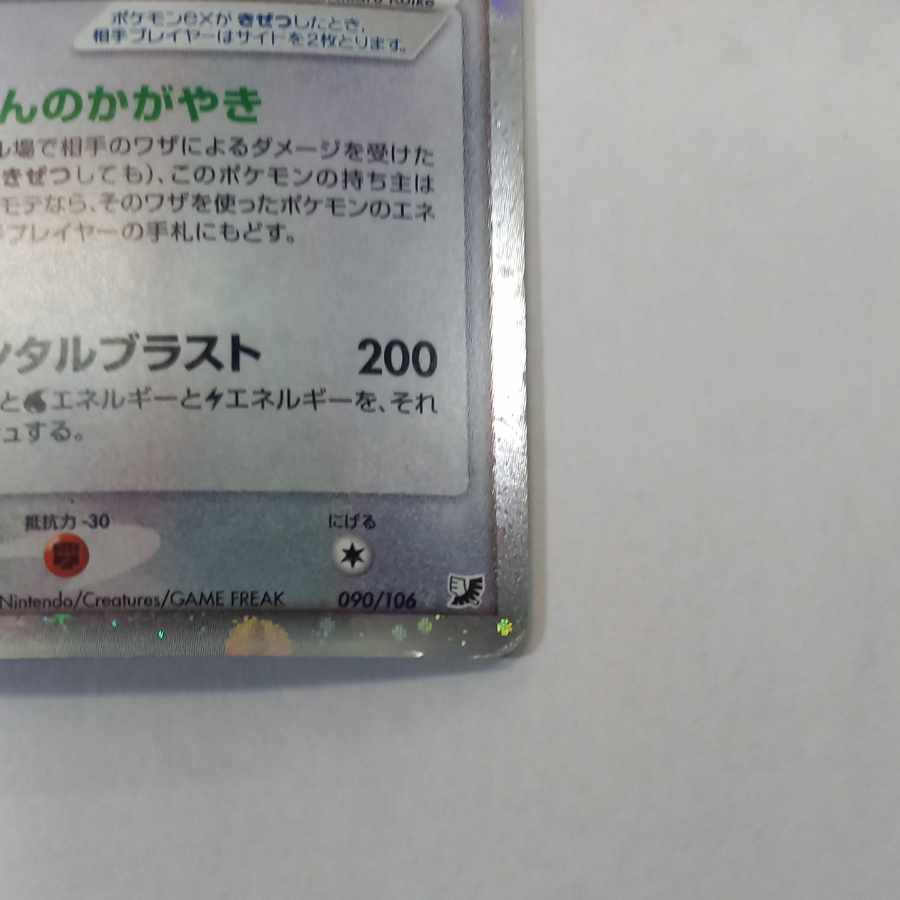 ポケモンexが きぜつしたとき、
相手プレイヤーはサイドを2枚とります。
んのかがやき
ル場で相手のワザによるダメージを受けた
きぜつしても)、このポケモンの持ち主は
モテなら、そのワザを使ったポケモンのエネ
プレイヤーの手札にもどす。
ンタルブラスト 200
と エネルギーと エネルギーを、それ
ュする。
抵抗力 -30 にげる
Nintendo/Creatures/GAME FREAK 090/106